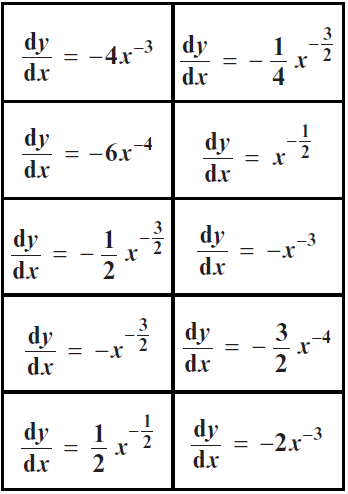 dy/dx = −4x⁻³
dy/dx = −1/4 x^(−3/2)
dy/dx = −6x⁻⁴
dy/dx = x^(−1/2)
dy/dx = −1/2 x^(−3/2)
dy/dx = −x⁻³
dy/dx = −x^(−3/2)
dy/dx = −3/2 x⁻⁴
dy/dx = 1/2 x^(−1/2)
dy/dx = −2x⁻³